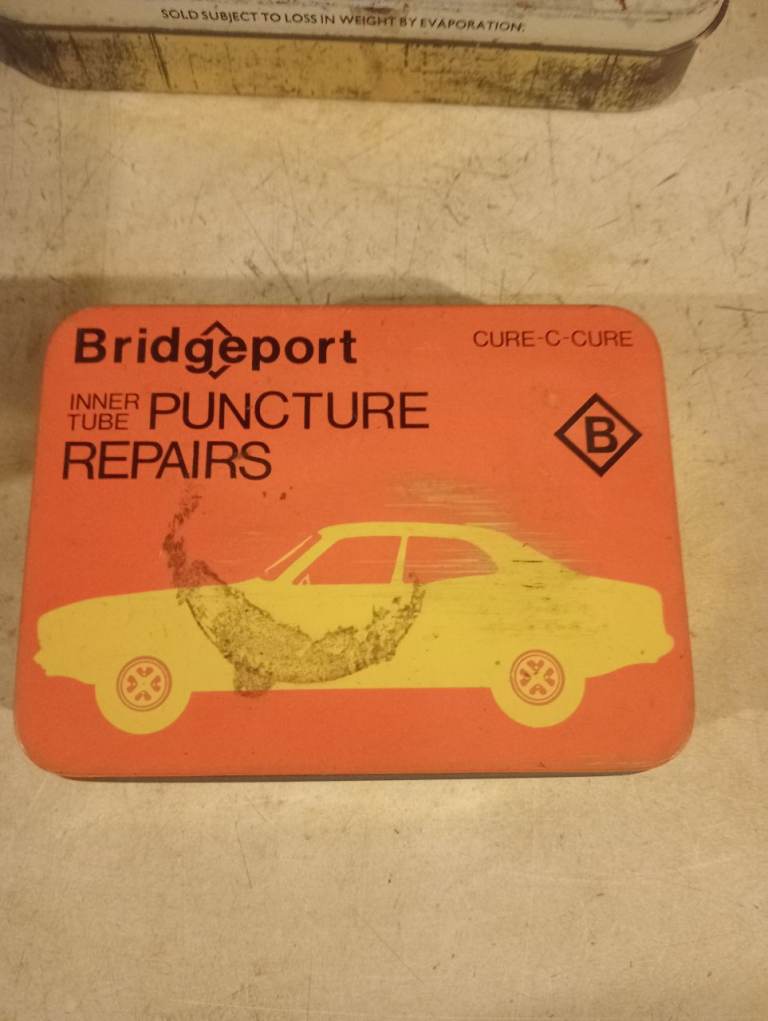 SOLD SUBJECT TO LOSS IN WEIGHT BY EVAPORATION.
Bridgeport
CURE-C-CURE
INNER TUBE PUNCTURE
REPAIRS
B